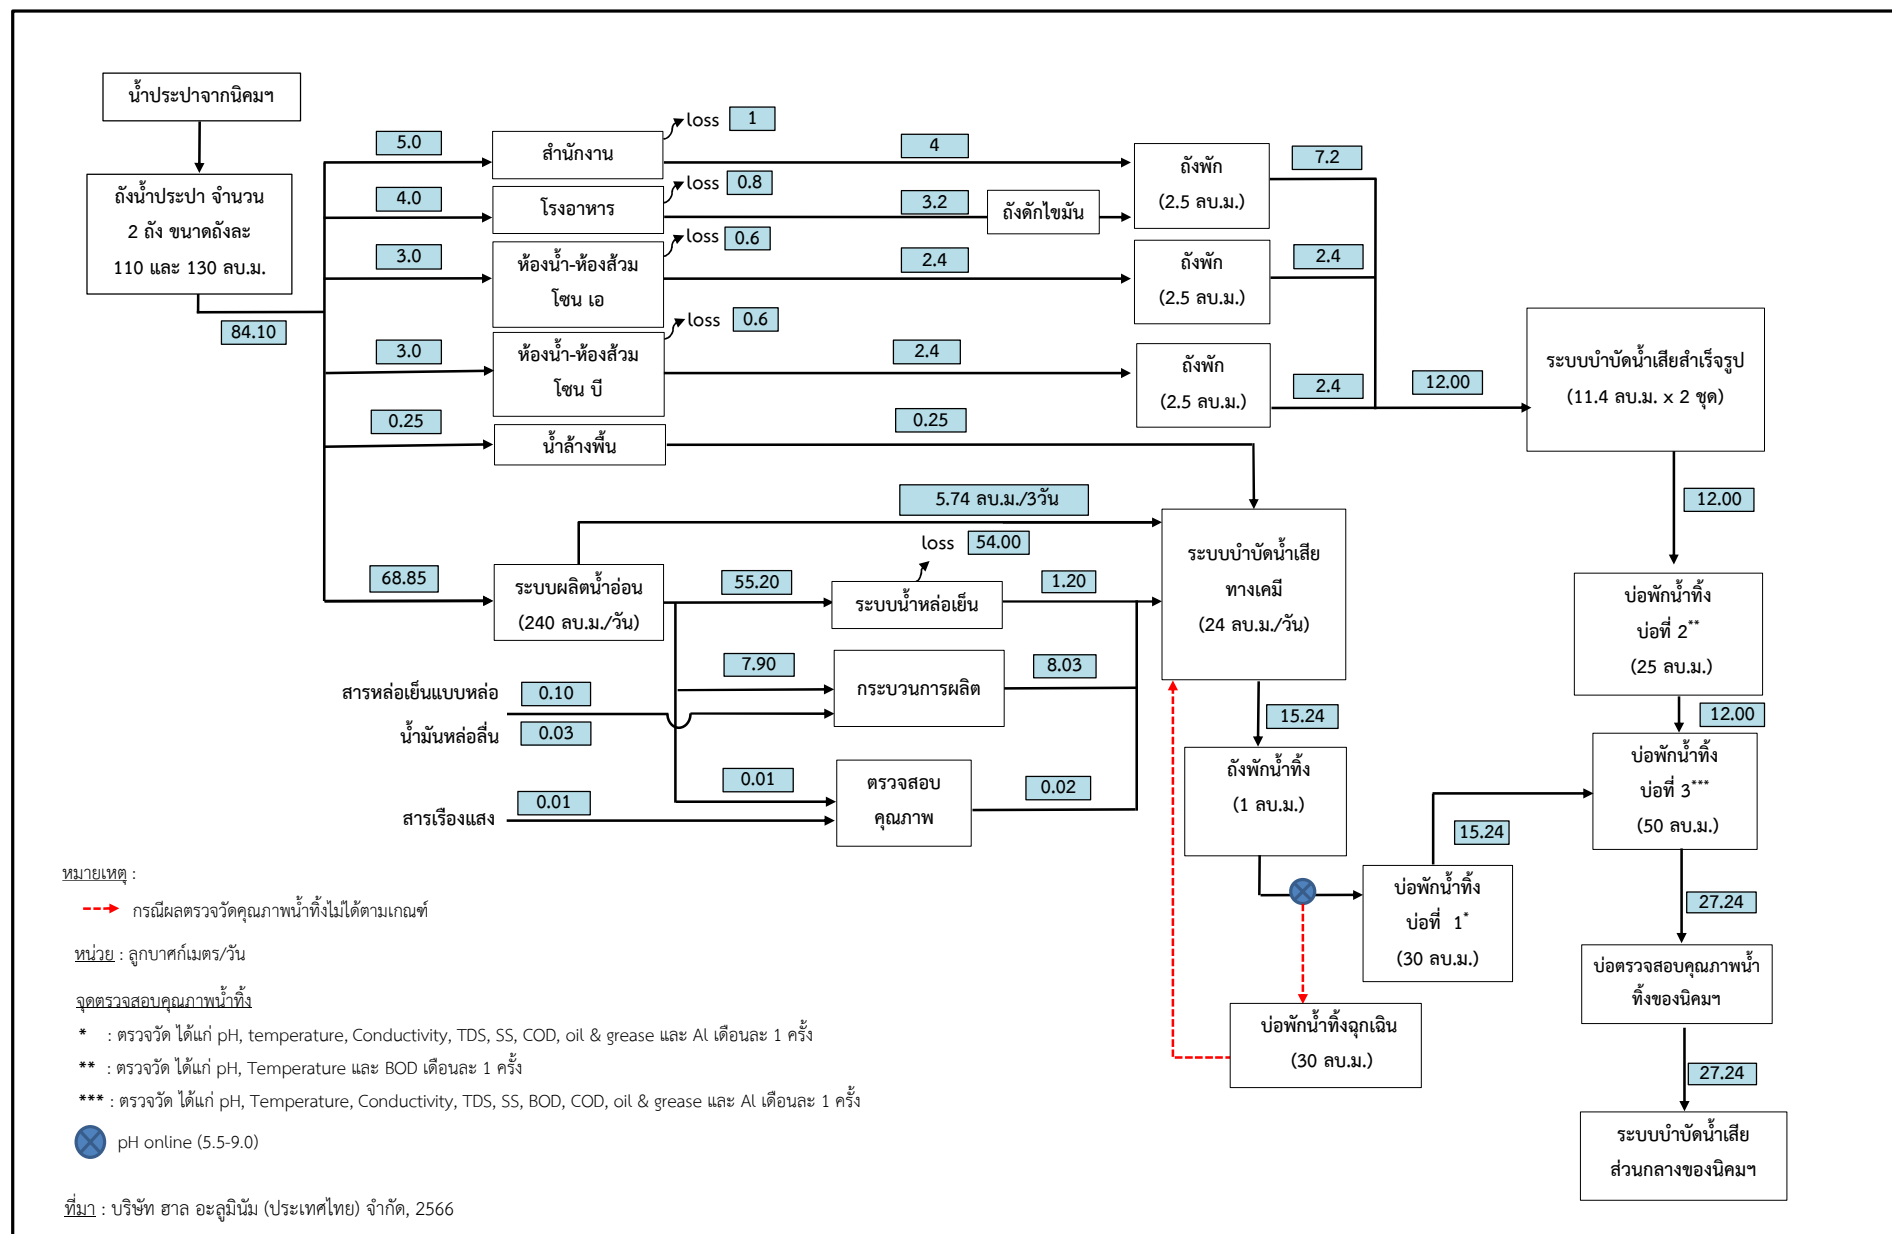 น้ำประปาจากนิคมฯ
ถังน้ำประปา จำนวน
2 ถัง ขนาดถังละ
110 และ 130 ลบ.ม.
84.10
5.0
สำนักงาน
loss 1
4
ถังพัก
(2.5 ลบ.ม.)
7.2
4.0
โรงอาหาร
loss 0.8
3.2
ถังดักไขมัน
3.0
ห้องน้ำ-ห้องส้วม
โซน เอ
loss 0.6
2.4
ถังพัก
(2.5 ลบ.ม.)
2.4
3.0
ห้องน้ำ-ห้องส้วม
โซน บี
loss 0.6
2.4
ถังพัก
(2.5 ลบ.ม.)
2.4
12.00
ระบบบำบัดน้ำเสียสำเร็จรูป
(11.4 ลบ.ม. x 2 ชุด)
0.25
น้ำล้างพื้น
0.25
5.74 ลบ.ม./3วัน
68.85
ระบบผลิตน้ำอ่อน
(240 ลบ.ม./วัน)
55.20
ระบบน้ำหล่อเย็น
loss 54.00
1.20
ระบบบำบัดน้ำเสีย
ทางเคมี
(24 ลบ.ม./วัน)
12.00
บ่อพักน้ำทิ้ง
บ่อที่ 2**
(25 ลบ.ม.)
12.00
7.90
กระบวนการผลิต
8.03
สารหล่อเย็นแบบหล่อ
0.10
น้ำมันหล่อลื่น
0.03
0.01
ตรวจสอบ
คุณภาพ
0.02
สารเรืองแสง
0.01
15.24
ถังพักน้ำทิ้ง
(1 ลบ.ม.)
บ่อพักน้ำทิ้ง
บ่อที่ 1*
(30 ลบ.ม.)
15.24
บ่อพักน้ำทิ้ง
บ่อที่ 3***
(50 ลบ.ม.)
27.24
บ่อตรวจสอบคุณภาพน้ำ
ทิ้งของนิคมฯ
27.24
ระบบบำบัดน้ำเสีย
ส่วนกลางของนิคมฯ
บ่อพักน้ำทิ้งฉุกเฉิน
(30 ลบ.ม.)
หมายเหตุ :
กรณีผลตรวจวัดคุณภาพน้ำทิ้งไม่ได้ตามเกณฑ์
หน่วย : ลูกบาศก์เมตร/วัน
จุดตรวจสอบคุณภาพน้ำทิ้ง
* : ตรวจวัด ได้แก่ pH, temperature, Conductivity, TDS, SS, COD, oil & grease และ Al เดือนละ 1 ครั้ง
** : ตรวจวัด ได้แก่ pH, Temperature และ BOD เดือนละ 1 ครั้ง
*** : ตรวจวัด ได้แก่ pH, Temperature, Conductivity, TDS, SS, BOD, COD, oil & grease และ Al เดือนละ 1 ครั้ง
pH online (5.5-9.0)
ที่มา : บริษัท ฮาล อะลูมินัม (ประเทศไทย) จำกัด, 2566